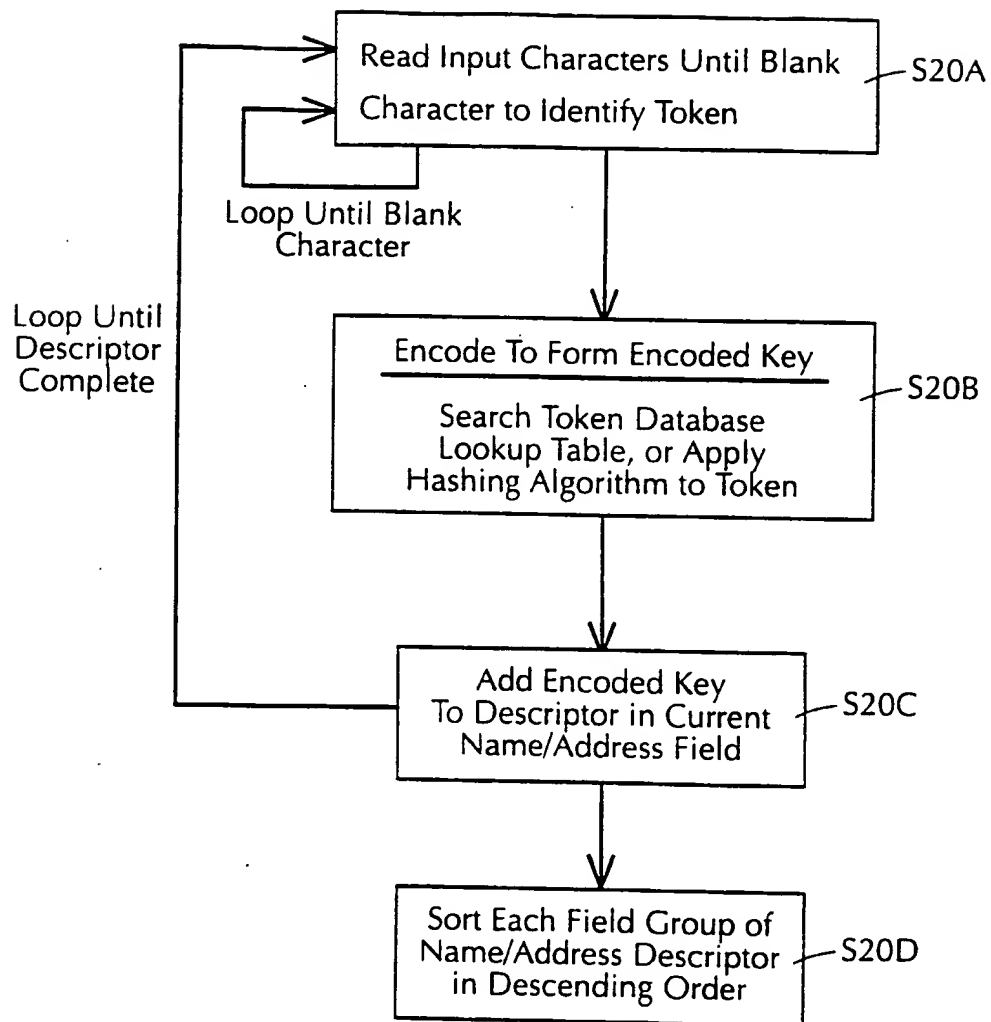 Read Input Characters Until Blank
Character to Identify Token
S20A
Loop Until Blank
Character
Loop Until
Descriptor
Complete
Encode To Form Encoded Key
Search Token Database
Lookup Table, or Apply
Hashing Algorithm to Token
S20B
Add Encoded Key
To Descriptor in Current
Name/Address Field
S20C
Sort Each Field Group of
Name/Address Descriptor
in Descending Order
S20D